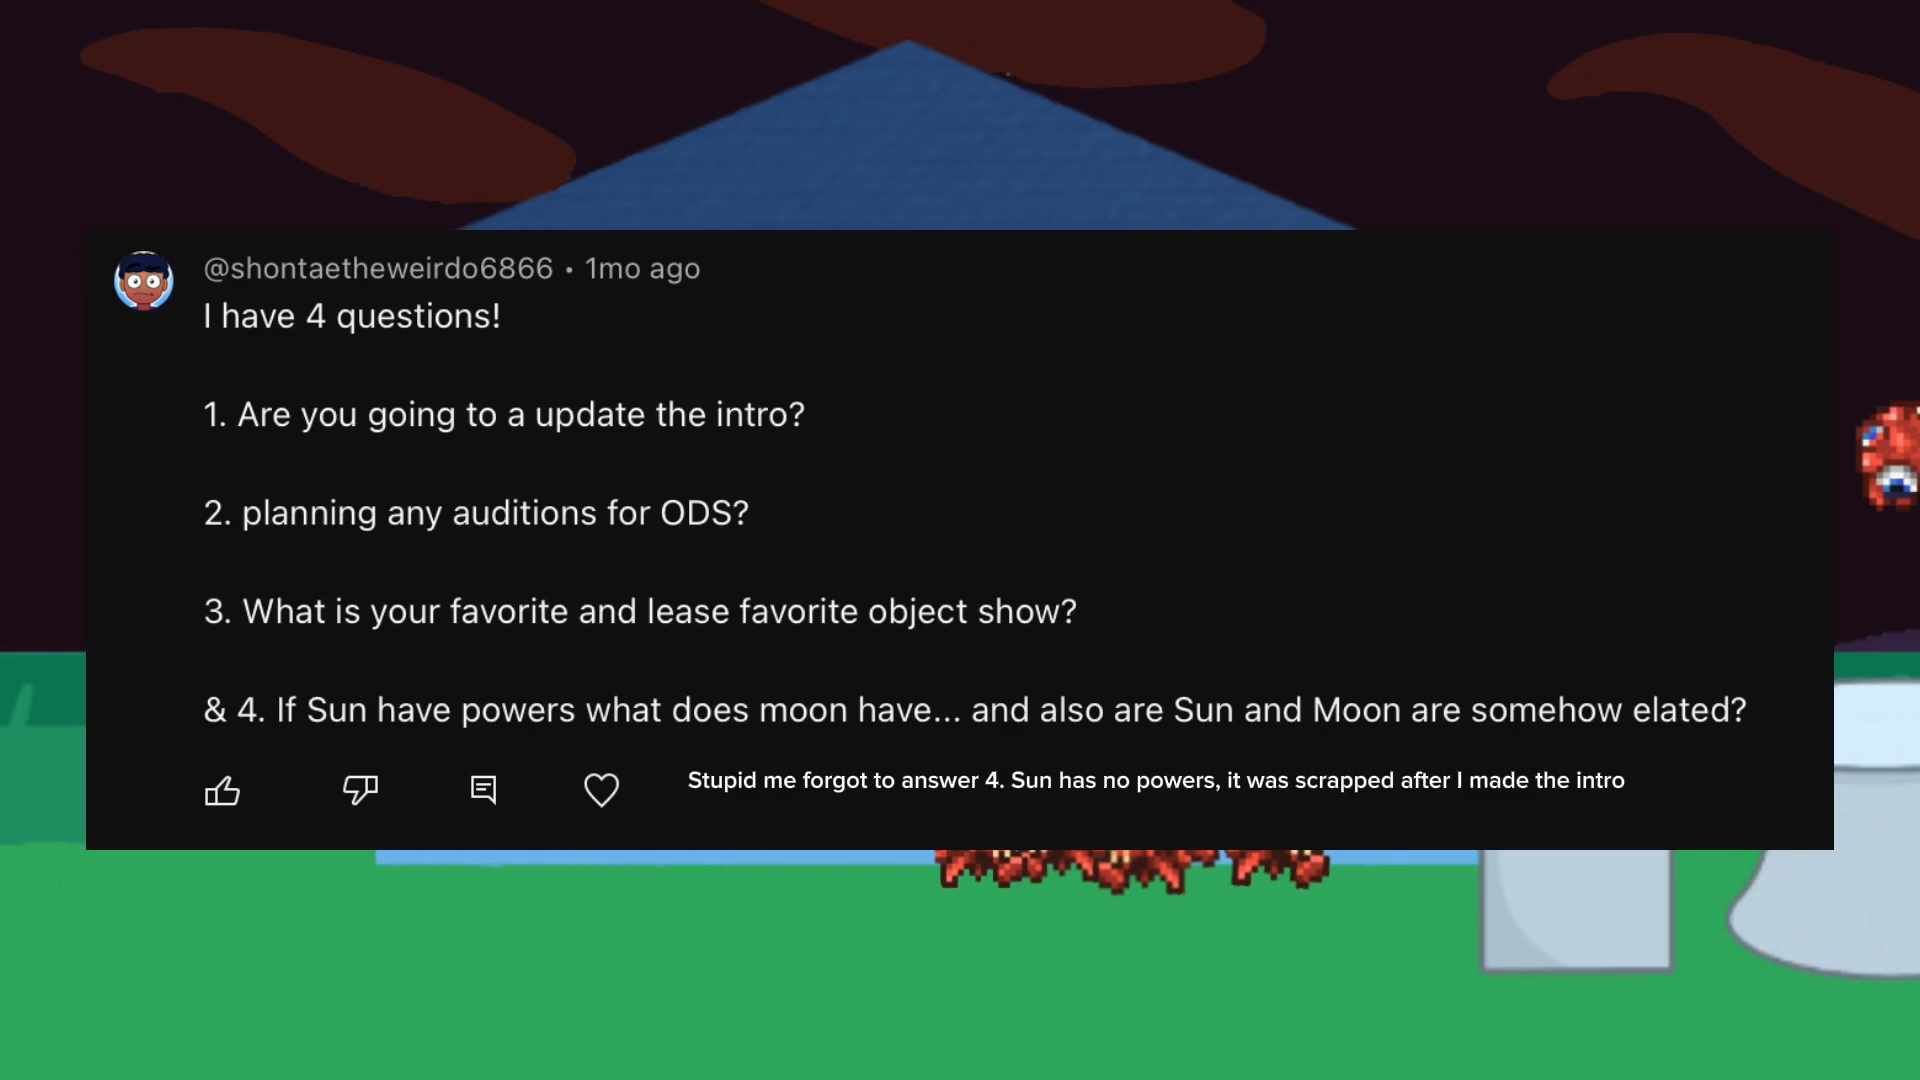 @shontaetheweirdo6866 • 1mo ago
I have 4 questions!
1. Are you going to a update the intro?
2. planning any auditions for ODS?
3. What is your favorite and lease favorite object show?
& 4. If Sun have powers what does moon have... and also are Sun and Moon are somehow elated?
Stupid me forgot to answer 4. Sun has no powers, it was scrapped after I made the intro